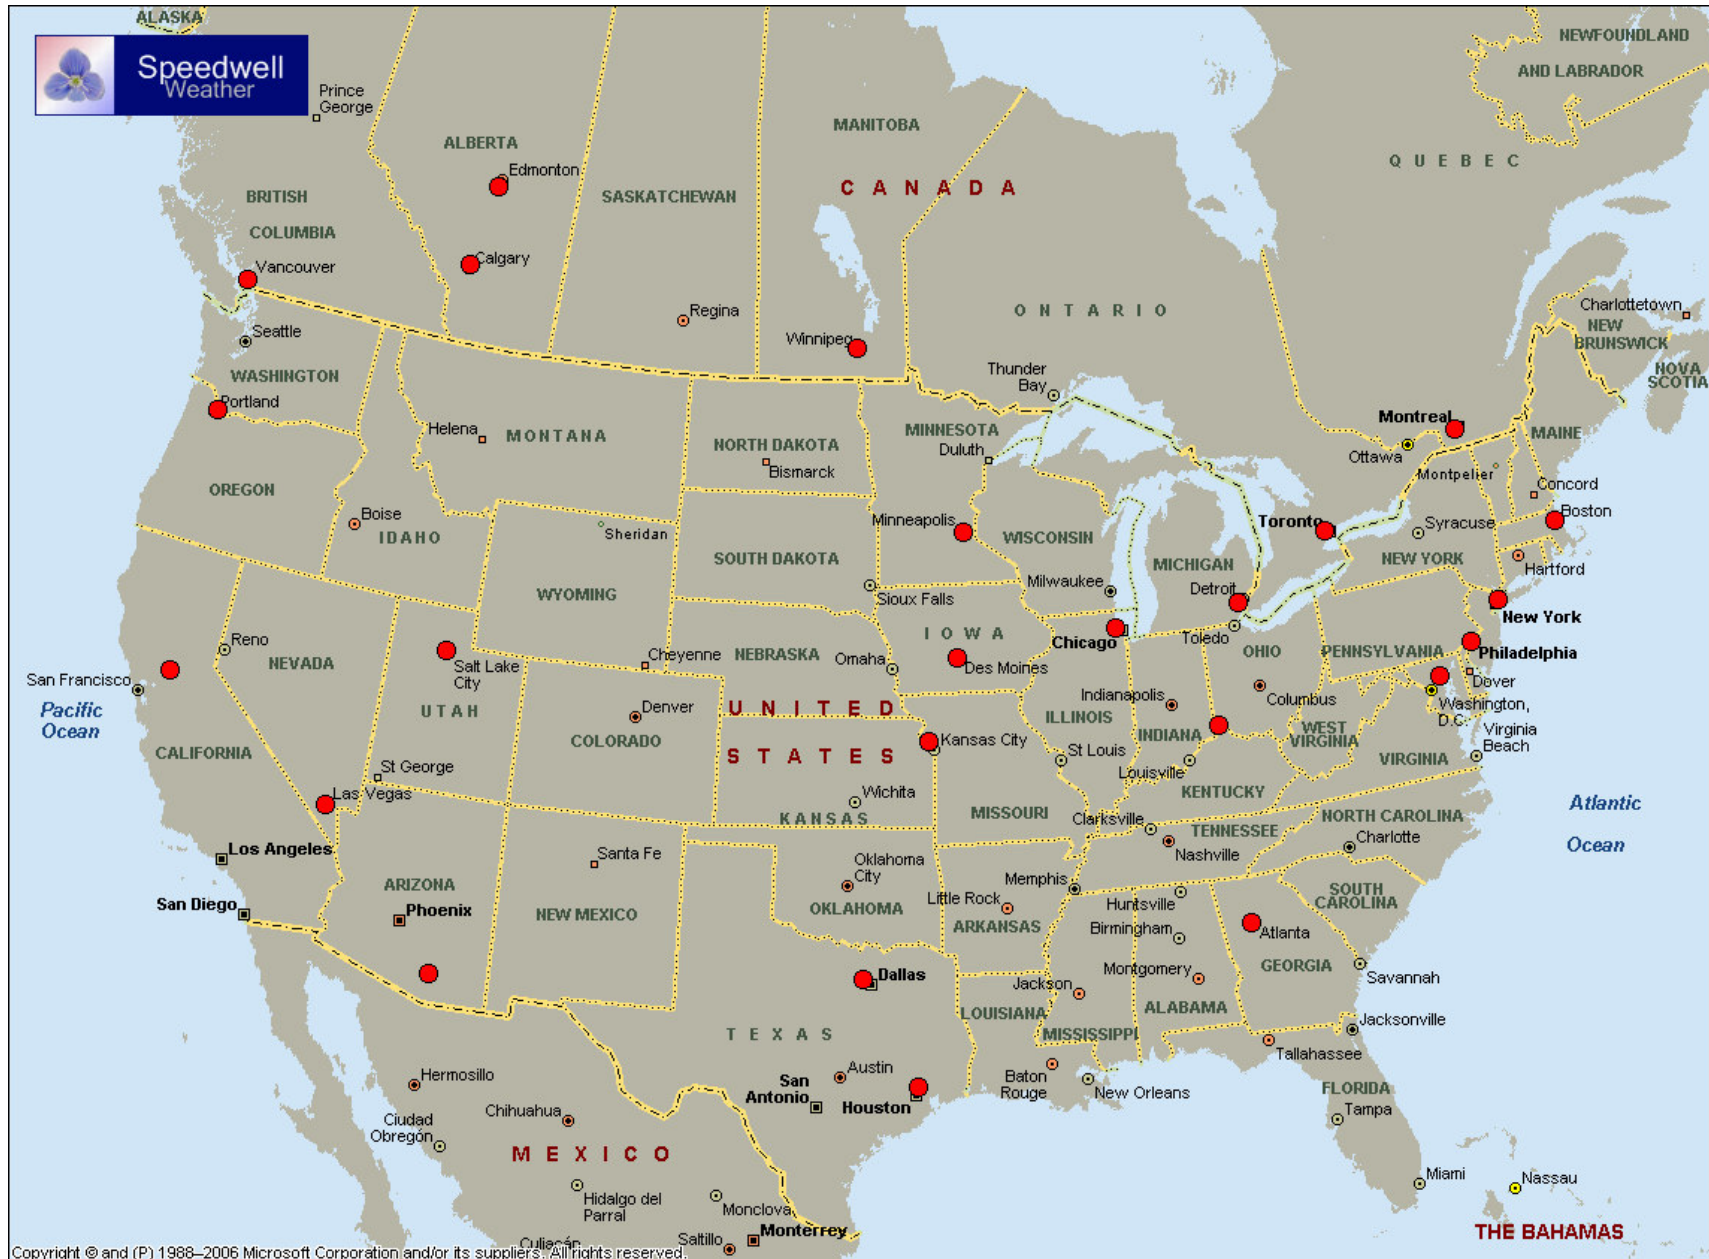 ALASKA
NEWFOUNDLAND
AND LABRADOR
Speedwell
Weather
Prince
George
MANITOBA
ALBERTA
QUEBEC
Edmonton
CANADA
BRITISH
SASKATCHEWAN
COLUMBIA
Calgary
Vancouver
Charlottetown
Regina
ONTARIO
NEW
BRUNSWICK
Seattle
Winnipeg
Thunder
Bay
NOVA
SCOTIA
WASHINGTON
Portland
Montreal
Helena
MONTANA
NORTH DAKOTA
MINNESOTA
MAINE
Duluth
Ottawa
Bismarck
Montpelier
OREGON
Concord
Boise
Minneapolis
Toronto
Boston
IDAHO
Sheridan
WISCONSIN
Syracuse
SOUTH DAKOTA
MICHIGAN
NEW YORK
Hartford
Milwaukee
Detroit
WYOMING
Sioux Falls
New York
Reno
IOWA
Chicago
Toledo
NEVADA
Salt Lake
City
Cheyenne
NEBRASKA
Omaha
Des Moines
OHIO
PENNSYLVANIA
Philadelphia
San Francisco
Dover
Pacific
Ocean
UTAH
Denver
UNITED
Indianapolis
Columbus
Washington,
D.C.
ILLINOIS
WEST
VIRGINIA
Virginia
Beach
COLORADO
Kansas City
INDIANA
CALIFORNIA
STATES
St Louis
VIRGINIA
St George
Louisville
Las Vegas
Wichita
KENTUCKY
Atlantic
Ocean
KANSAS
MISSOURI
Clarksville
TENNESSEE
NORTH CAROLINA
Charlotte
Los Angeles
Santa Fe
Oklahoma
City
Nashville
ARIZONA
Memphis
San Diego
Phoenix
NEW MEXICO
OKLAHOMA
Little Rock
Huntsville
SOUTH
CAROLINA
ARKANSAS
Birmingham
Atlanta
Dallas
Montgomery
GEORGIA
Savannah
Jackson
LOUISIANA
ALABAMA
TEXAS
MISSISSIPPI
Jacksonville
Tallahassee
Hermosillo
Austin
Baton
Rouge
New Orleans
FLORIDA
San
Antonio
Houston
Chihuahua
Tampa
Ciudad
Obregón
MEXICO
Miami
Nassau
Hidalgo del
Parral
Monclova
Monterrey
THE BAHAMAS
Culiacán
Saltillo
Copyright © and (P) 1988–2006 Microsoft Corporation and/or its suppliers. All rights reserved.